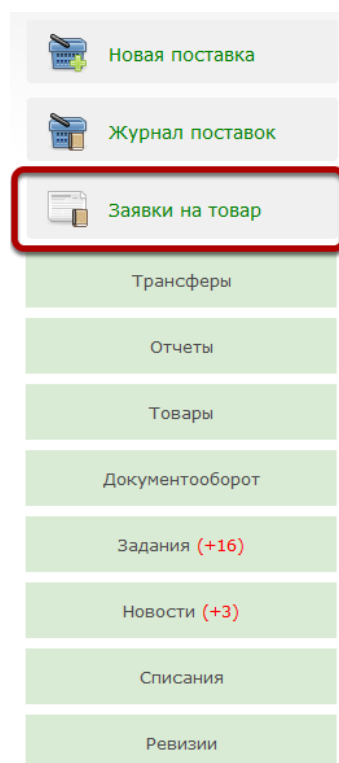 Новая поставка
Журнал поставок
Заявки на товар
Трансферы
Отчеты
Товары
Документооборот
Задания (+16)
Новости (+3)
Списания
Ревизии